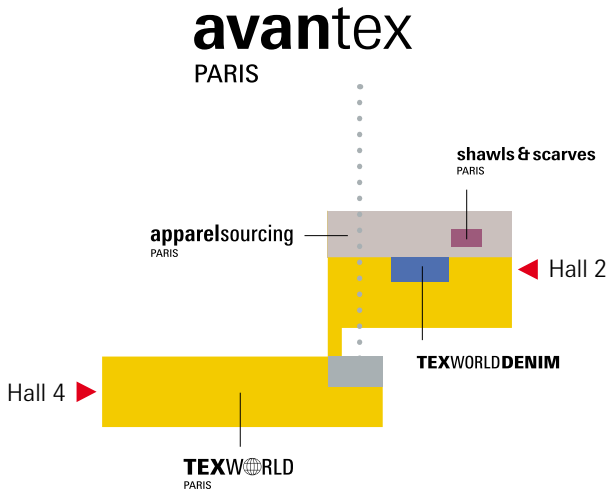 avantex
PARIS
shawls & scarves
PARIS
apparelsourcing
PARIS
Hall 2
TEXWORLDDENIM
Hall 4
TEXWORLD
PARIS